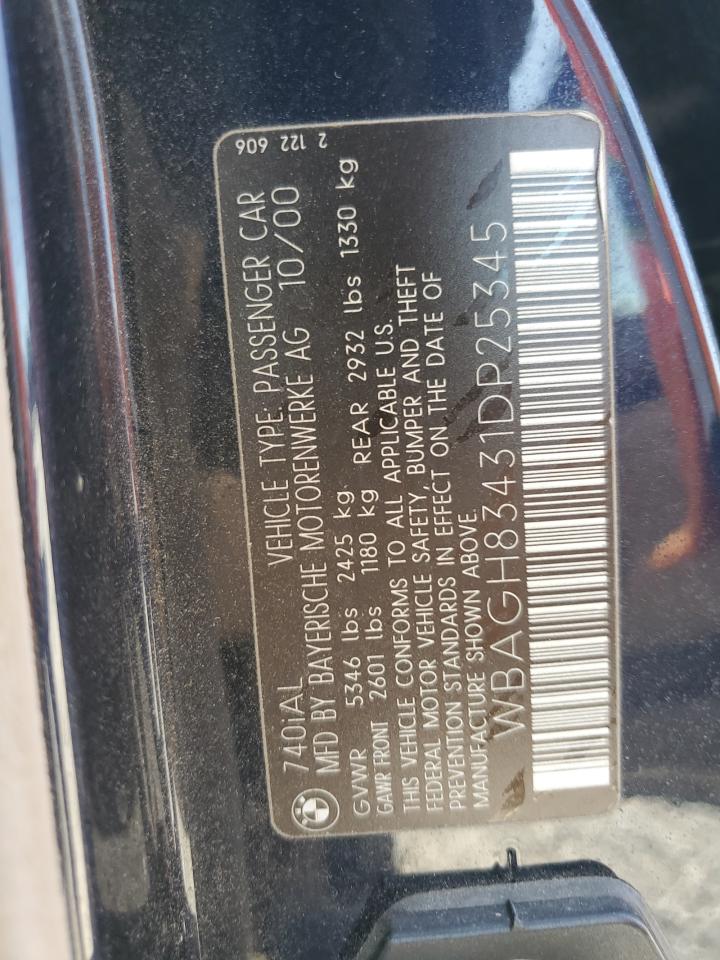 2 122 606
740iAL VEHICLE TYPE: PASSENGER CAR
MFD BY BAYERISCHE MOTORENWERKE AG 10/00
GVWR 5346 lbs 2425 kg
GAWR FRONT 2601 lbs 1180 kg REAR 2932 lbs 1330 kg
THIS VEHICLE CONFORMS TO ALL APPLICABLE U.S.
FEDERAL MOTOR VEHICLE SAFETY, BUMPER AND THEFT
PREVENTION STANDARDS IN EFFECT ON THE DATE OF
MANUFACTURE SHOWN ABOVE.
WBAGH83431DP25345